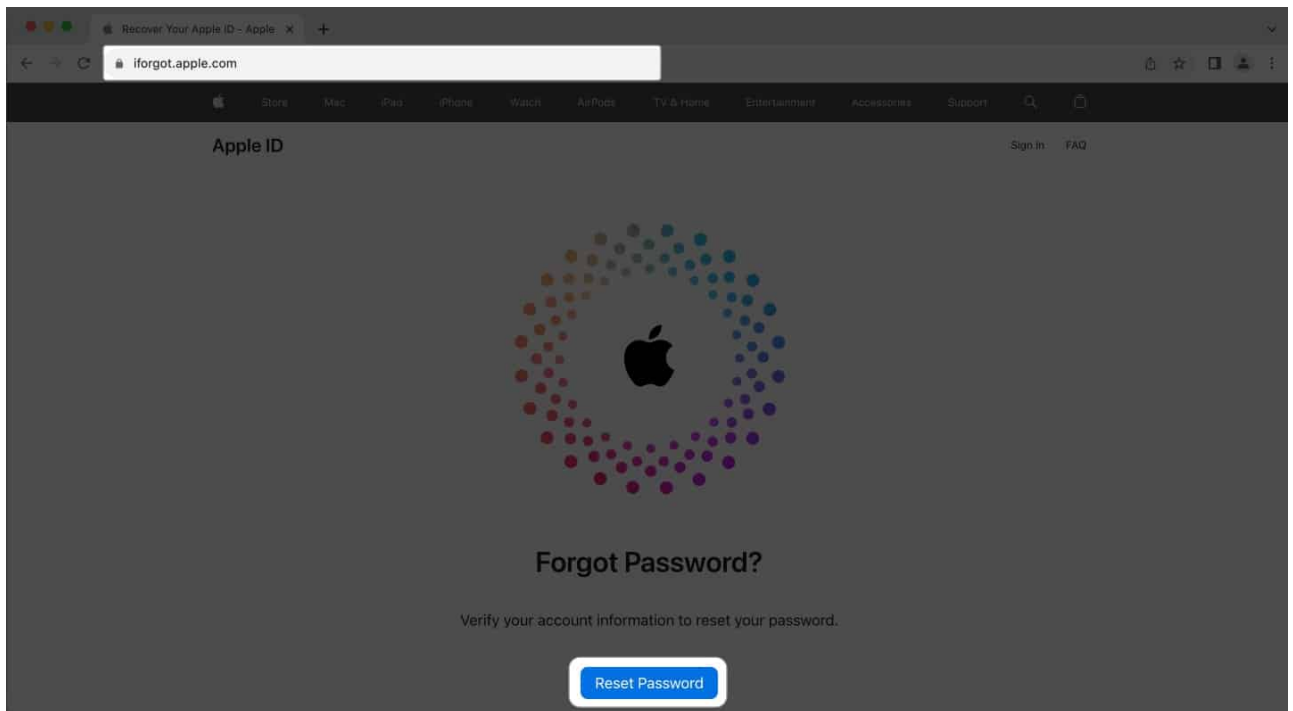 Recover Your Apple ID - Apple
iforgot.apple.com
Store Mac iPad iPhone Watch AirPods TV & Home Entertainment Accessories Support
Apple ID
Sign In FAQ
Forgot Password?
Verify your account information to reset your password.
Reset Password